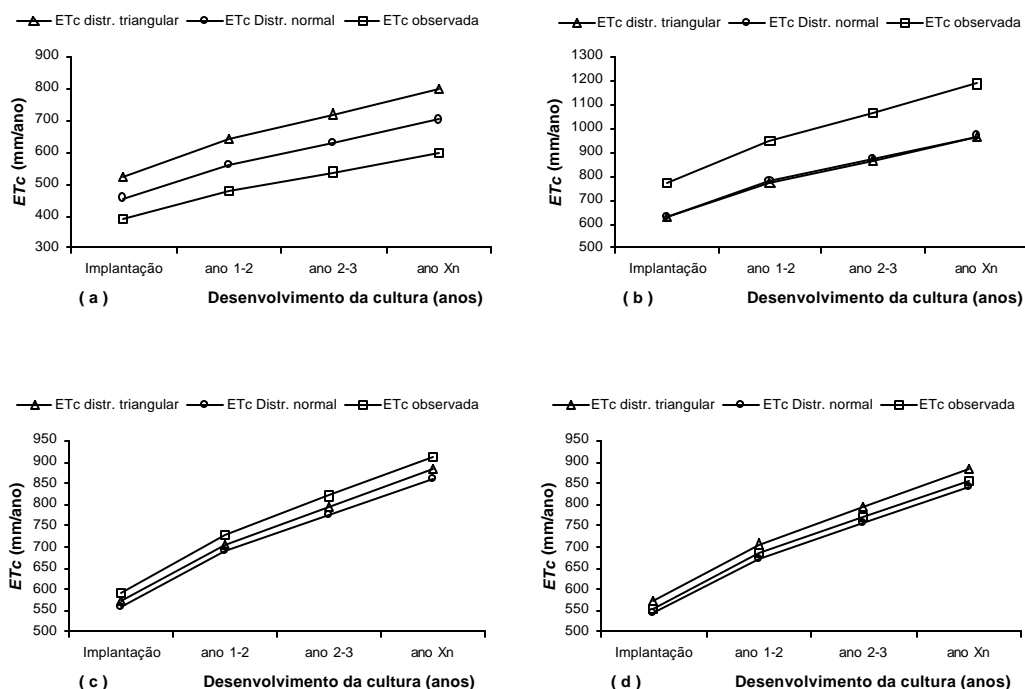 ETc distr. triangular ETc Distr. normal ETc observada
900
800
700
600
500
400
300
ETc (mm/ano)
Implantação ano 1-2 ano 2-3 ano Xn
( a ) Desenvolvimento da cultura (anos)
ETc distr. triangular ETc Distr. normal ETc observada
1300
1200
1100
1000
900
800
700
600
500
ETc (mm/ano)
Implantação ano 1-2 ano 2-3 ano Xn
( b ) Desenvolvimento da cultura (anos)
ETc distr. triangular ETc Distr. normal ETc observada
950
900
850
800
750
700
650
600
550
500
ETc (mm/ano)
Implantação ano 1-2 ano 2-3 ano Xn
( c ) Desenvolvimento da cultura (anos)
ETc distr. triangular ETc Distr. normal ETc observada
950
900
850
800
750
700
650
600
550
500
ETc (mm/ano)
Implantação ano 1-2 ano 2-3 ano Xn
( d ) Desenvolvimento da cultura (anos)